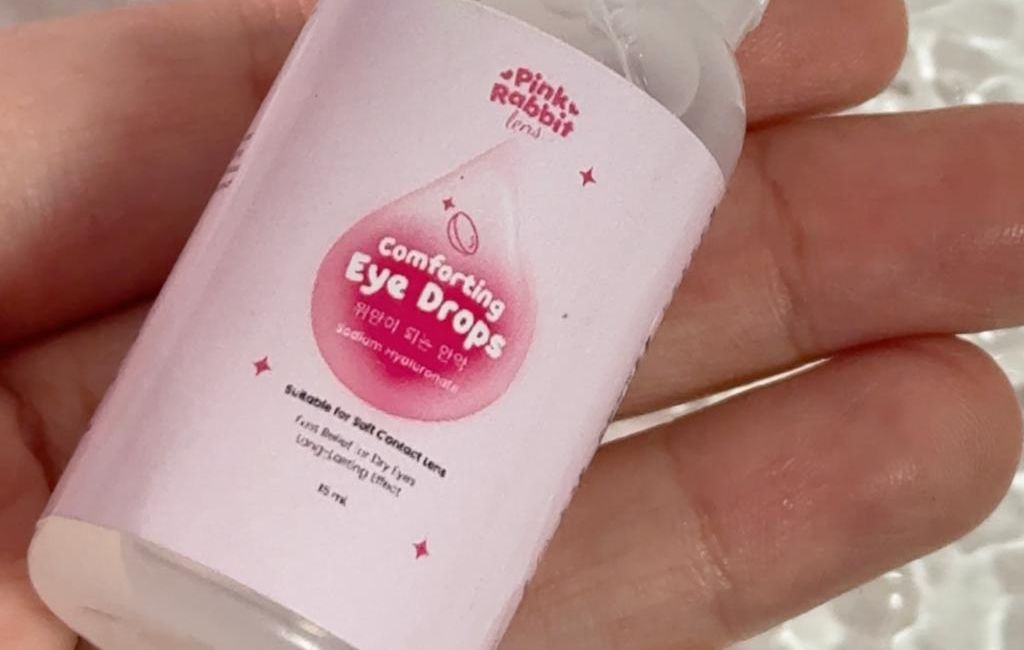 Pink
Rabbit
lens
Comforting
Eye Drops
위안이 되는 안약
Sodium Hyaluronate
Suitable for Soft Contact Lens
Fast Relief for Dry Eyes
Long-Lasting Effect
15 mL